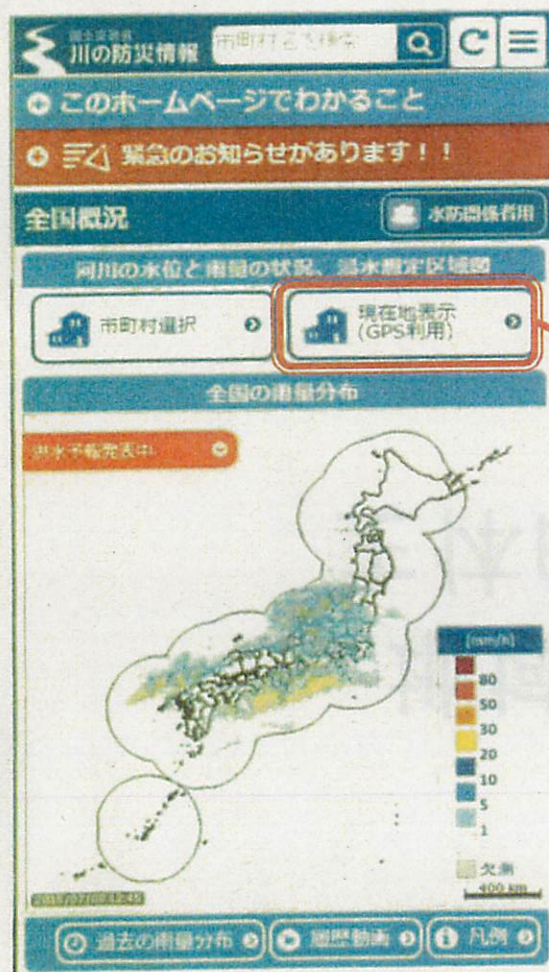 国土交通省
川の防災情報
市町村名で検索
このホームページでわかること
緊急のお知らせがあります！！
全国概況
水防関係者用
河川の水位と雨量の状況、浸水想定区域図
市町村選択
現在地表示
(GPS利用)
全国の雨量分布
洪水予報発表中
[mm/h]
80
50
30
20
10
5
1
欠測
400 km
過去の雨量分布
履歴動画
凡例